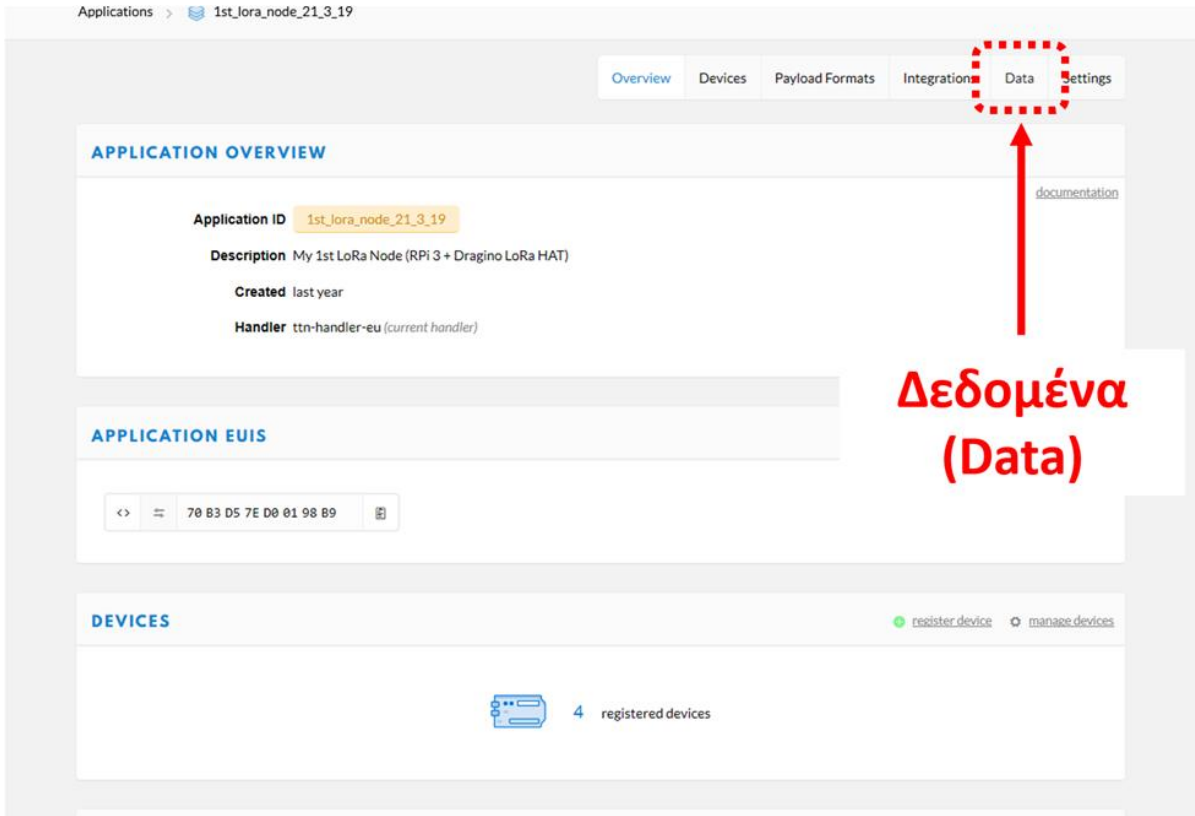 Applications > 1st_lora_node_21_3_19
Overview Devices Payload Formats Integrations Data Settings
APPLICATION OVERVIEW
documentation
Application ID 1st_lora_node_21_3_19
Description My 1st LoRa Node (RPi 3 + Dragino LoRa HAT)
Created last year
Handler ttn-handler-eu (current handler)
Δεδομένα
(Data)
APPLICATION EUIS
<> 70 B3 D5 7E D0 01 98 B9
DEVICES
register device manage devices
4 registered devices